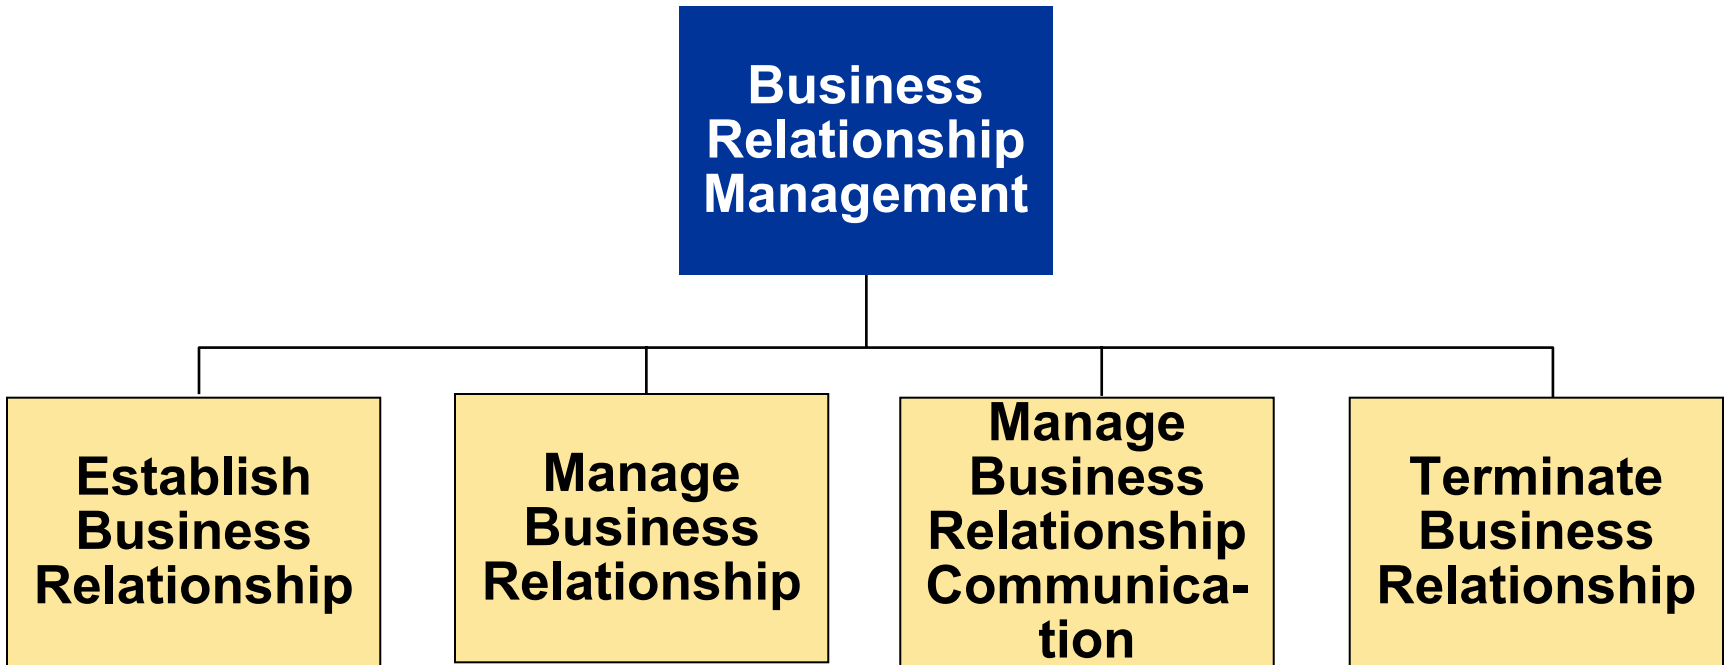 Business
Relationship
Management
Establish
Business
Relationship
Manage
Business
Relationship
Manage
Business
Relationship
Communica-
tion
Terminate
Business
Relationship